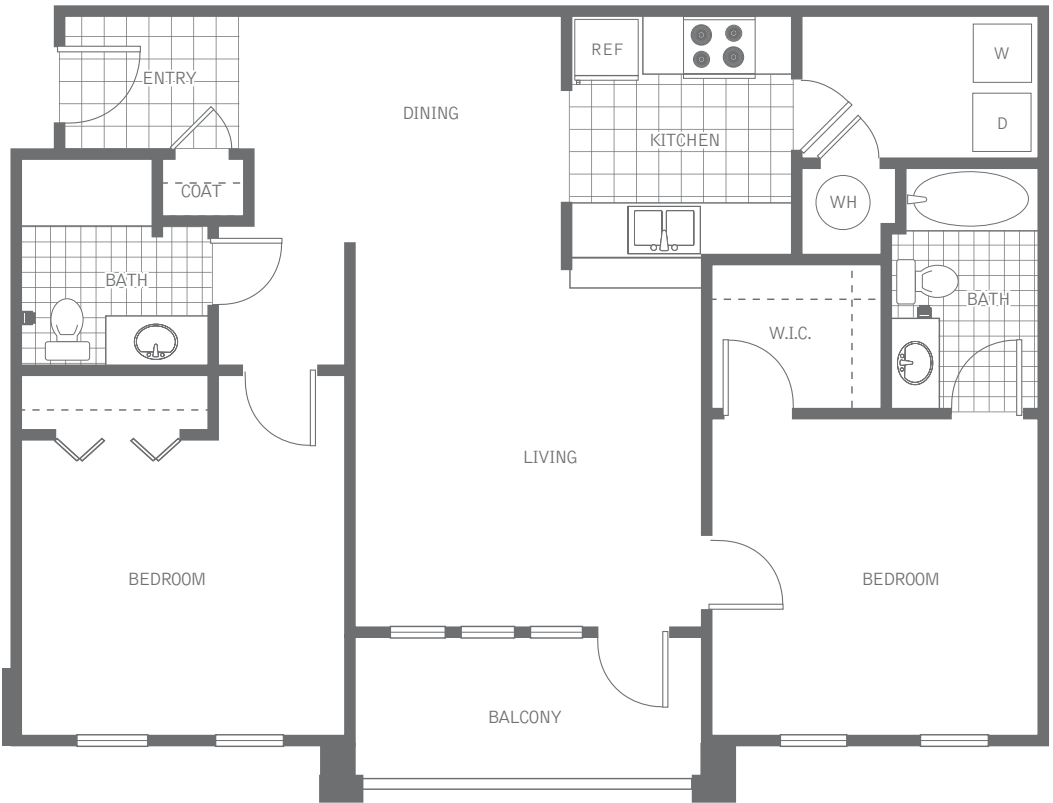 REF
W
ENTRY
DINING
D
KITCHEN
COAT
WH
BATH
BATH
W.I.C.
LIVING
BEDROOM
BEDROOM
BALCONY